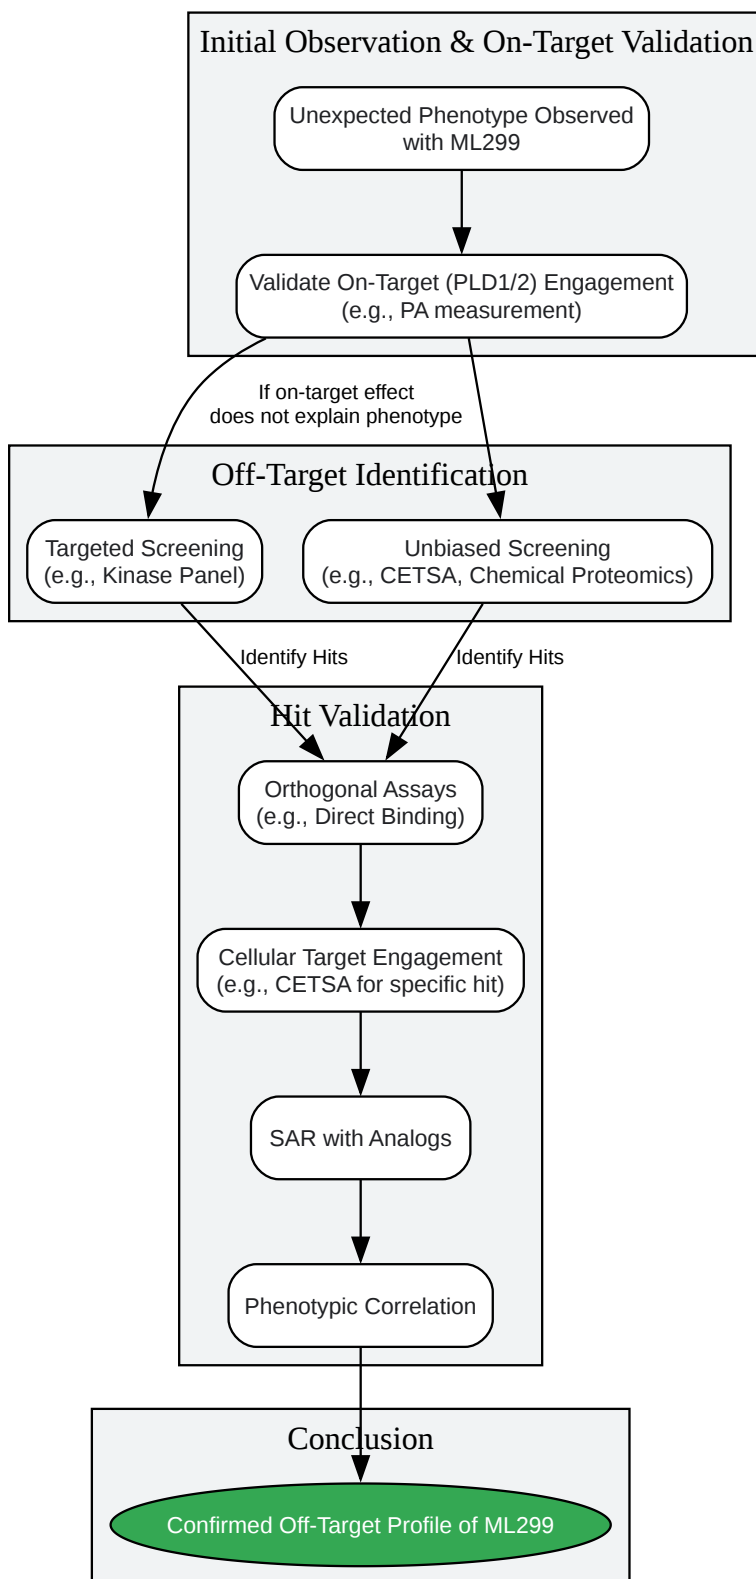 Initial Observation & On-Target Validation
Unexpected Phenotype Observed
with ML299
Validate On-Target (PLD1/2) Engagement
(e.g., PA measurement)
If on-target effect
does not explain phenotype
Off-Target Identification
Targeted Screening
(e.g., Kinase Panel)
Unbiased Screening
(e.g., CETSA, Chemical Proteomics)
Identify Hits
Identify Hits
Hit Validation
Orthogonal Assays
(e.g., Direct Binding)
Cellular Target Engagement
(e.g., CETSA for specific hit)
SAR with Analogs
Phenotypic Correlation
Conclusion
Confirmed Off-Target Profile of ML299